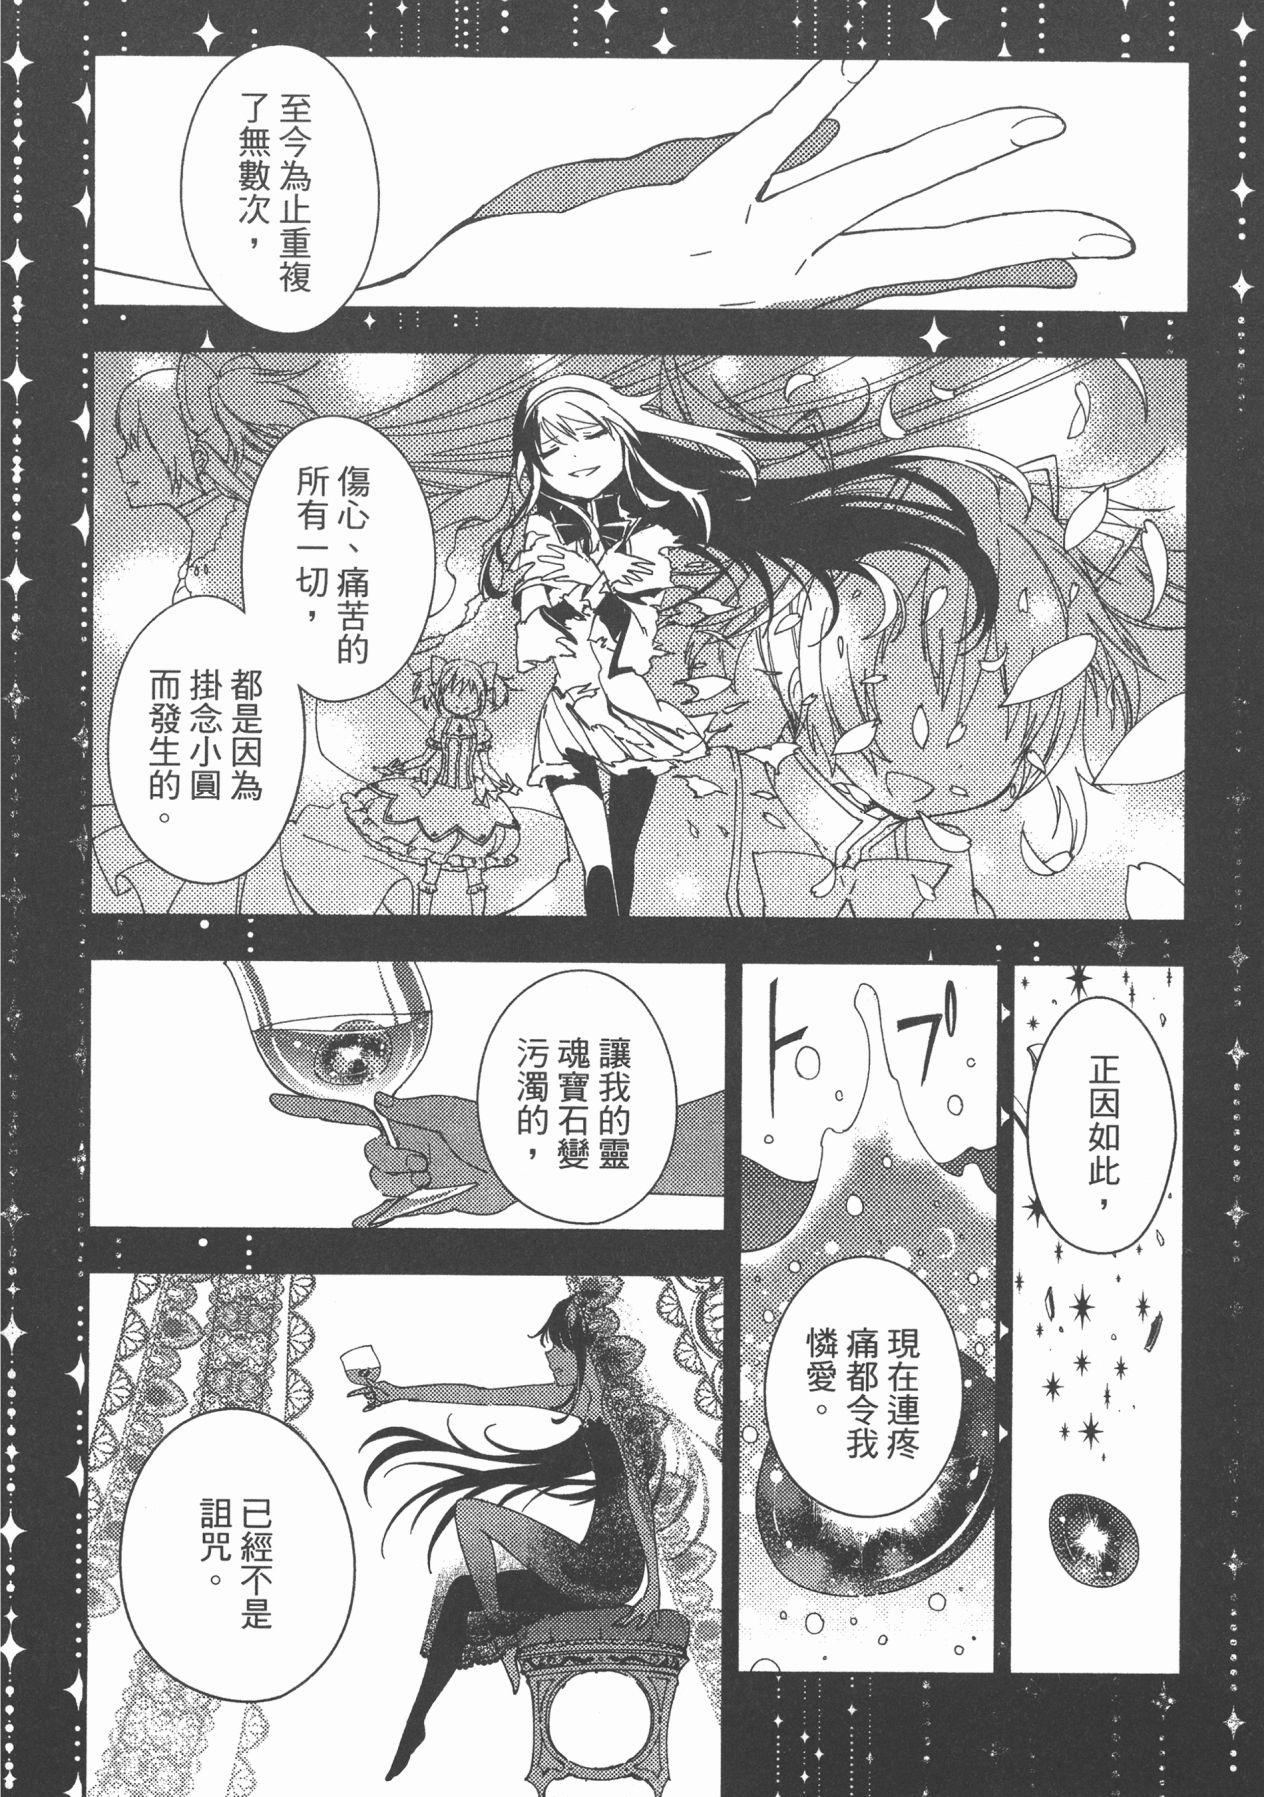 至今為止重複
了無數次，
傷心、痛苦的
所有一切，
都是因為
掛念小圓
而發生的。
正因如此，
トプ
現在連疼
痛都令我
憐愛。
讓我的靈
魂寶石變
污濁的，
已經不是
詛咒。